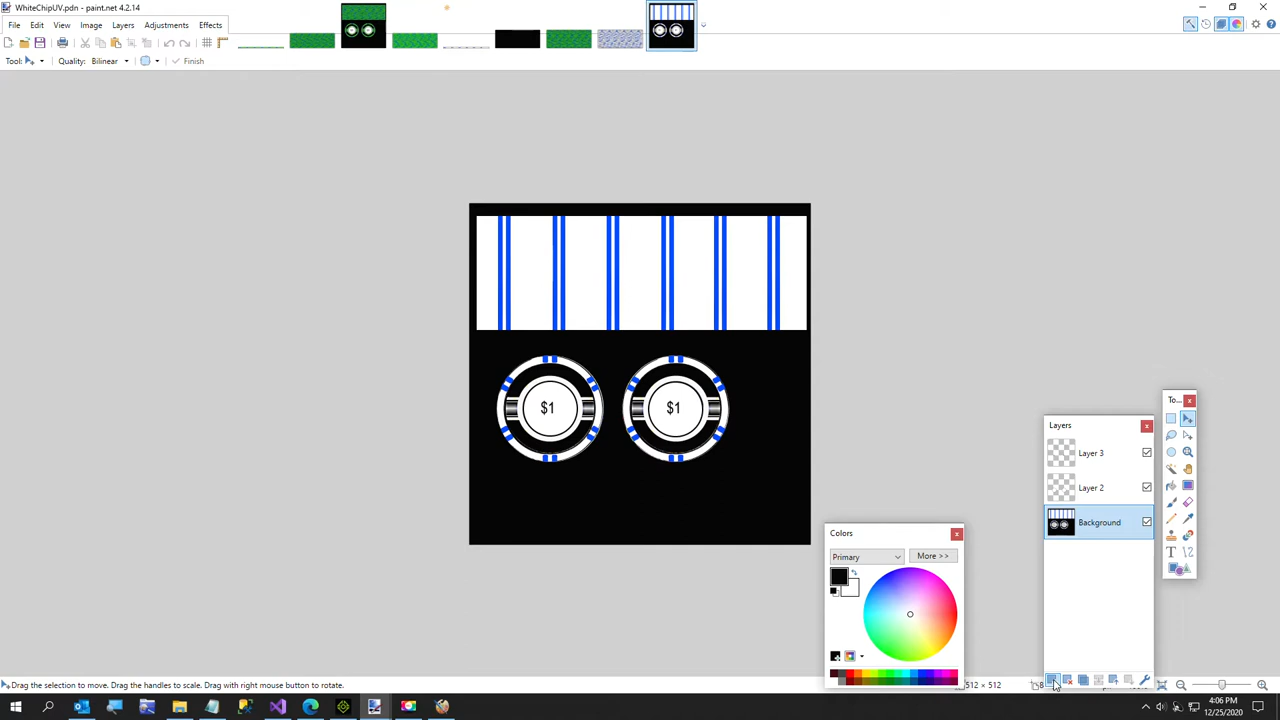 WhiteChipUV.pdn - paint.net 4.2.14
File Edit View Image Layers Adjustments Effects
Tool: Quality: Bilinear Finish
$1 $1
Layers
Layer 3
Layer 2
Background
To...
Colors
Primary More >>
Drag the selection to move. Drag the handles to scale. Drag with right mouse button to rotate.
512 × 512
4:06 PM
12/25/2020